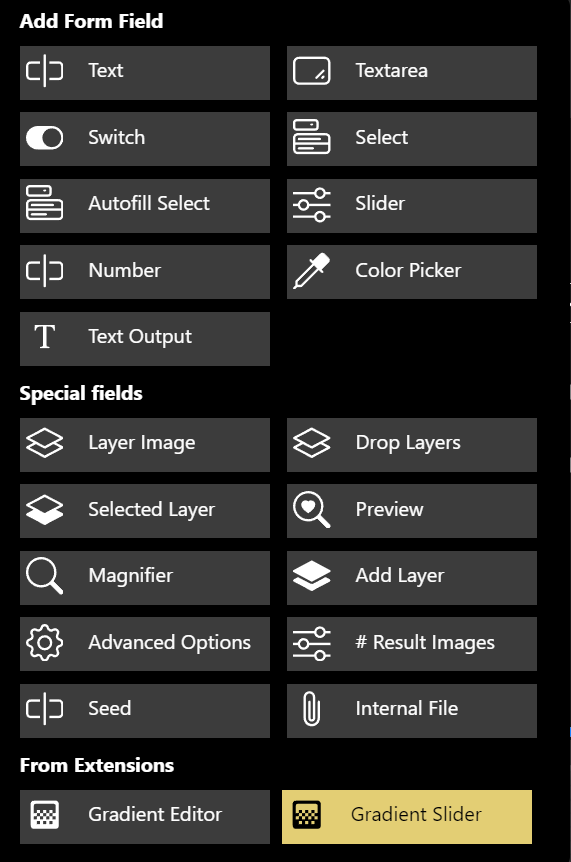 Add Form Field
Text
Textarea
Switch
Select
Autofill Select
Slider
Number
Color Picker
T
Text Output
Special fields
Layer Image
Drop Layers
Selected Layer
Preview
Magnifier
Add Layer
Advanced Options
# Result Images
Seed
Internal File
From Extensions
Gradient Editor
Gradient Slider